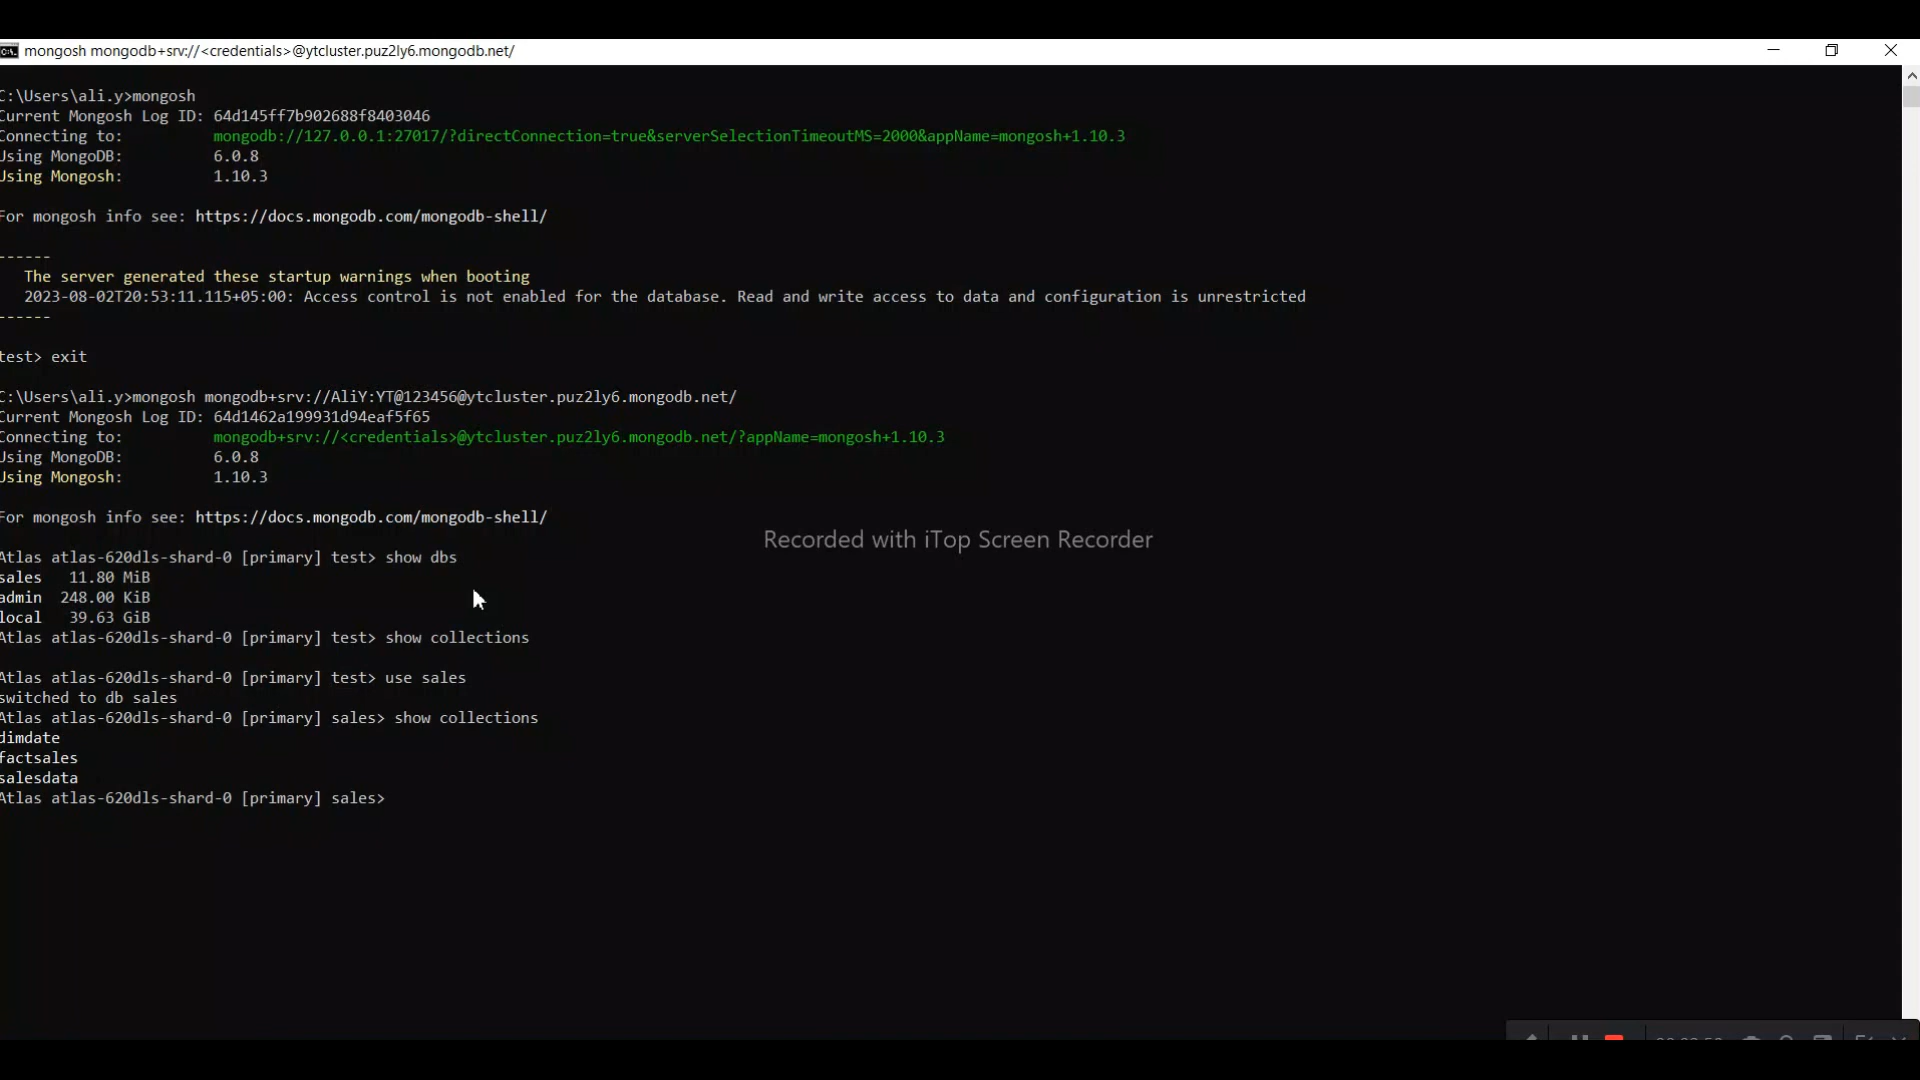 mongosh mongodb+srv://<credentials>@ytcluster.puz2ly6.mongodb.net/
C:\Users\ali.y>mongosh
Current Mongosh Log ID: 64d145ff7b902688f8403046
Connecting to: mongodb://127.0.0.1:27017/?directConnection=true&serverSelectionTimeoutMS=2000&appName=mongosh+1.10.3
Using MongoDB: 6.0.8
Using Mongosh: 1.10.3
For mongosh info see: https://docs.mongodb.com/mongodb-shell/
------
The server generated these startup warnings when booting
2023-08-02T20:53:11.115+05:00: Access control is not enabled for the database. Read and write access to data and configuration is unrestricted
------
test> exit
C:\Users\ali.y>mongosh mongodb+srv://AliY:YT@123456@ytcluster.puz2ly6.mongodb.net/
Current Mongosh Log ID: 64d1462a199931d94eaf5f65
Connecting to: mongodb+srv://<credentials>@ytcluster.puz2ly6.mongodb.net/?appName=mongosh+1.10.3
Using MongoDB: 6.0.8
Using Mongosh: 1.10.3
For mongosh info see: https://docs.mongodb.com/mongodb-shell/
Recorded with iTop Screen Recorder
Atlas atlas-620dls-shard-0 [primary] test> show dbs
sales 11.80 MiB
admin 248.00 KiB
local 39.63 GiB
Atlas atlas-620dls-shard-0 [primary] test> show collections
Atlas atlas-620dls-shard-0 [primary] test> use sales
switched to db sales
Atlas atlas-620dls-shard-0 [primary] sales> show collections
dimdate
factsales
salesdata
Atlas atlas-620dls-shard-0 [primary] sales>